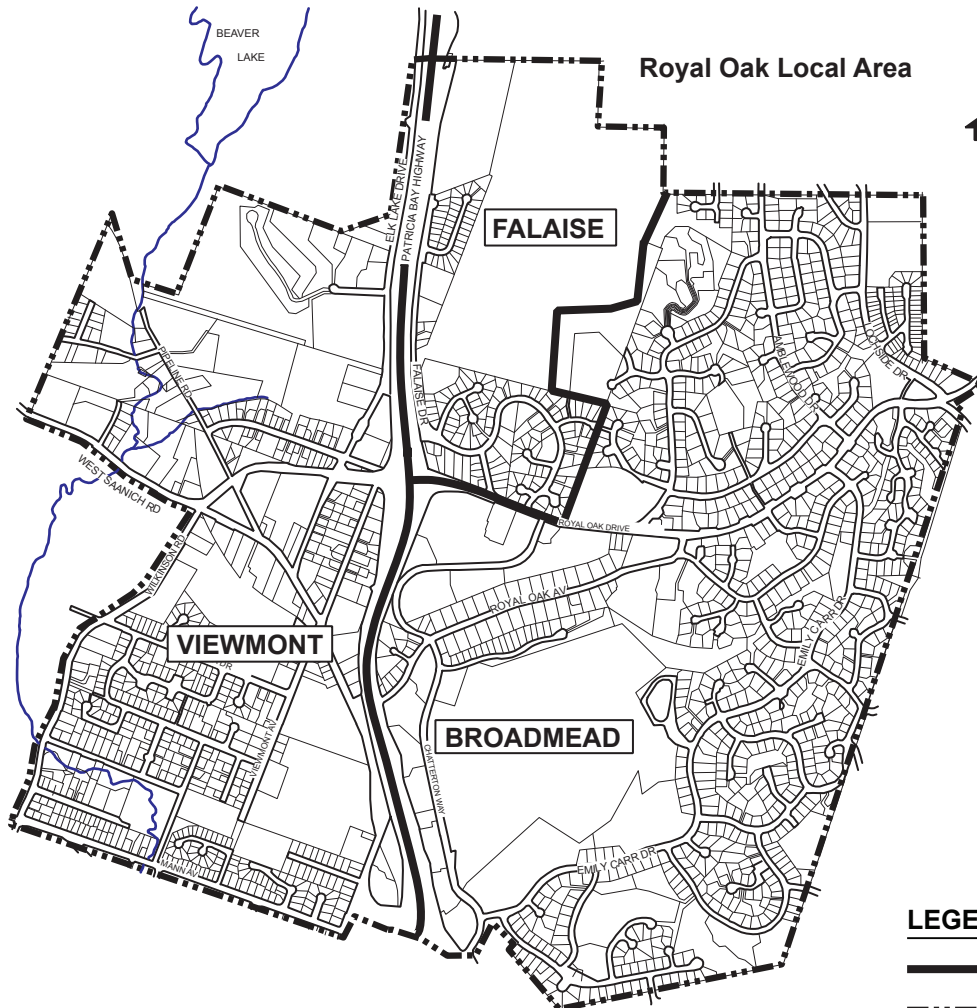 BEAVER
LAKE
Royal Oak Local Area
ELK LAKE DRIVE
PATRICIA BAY HIGHWAY
FALAISE
PIPELINE RD
FALAISE DR
AMBLEWOOD DR
LOCHSIDE DR
WEST SAANICH RD
ROYAL OAK DRIVE
WILKINSON RD
ROYAL OAK AV
EMILY CARR DR
VIEWMONT
DR
VIEWMONT AV
BROADMEAD
CHATTERTON WAY
MANN AV
EMILY CARR DR
LEGE